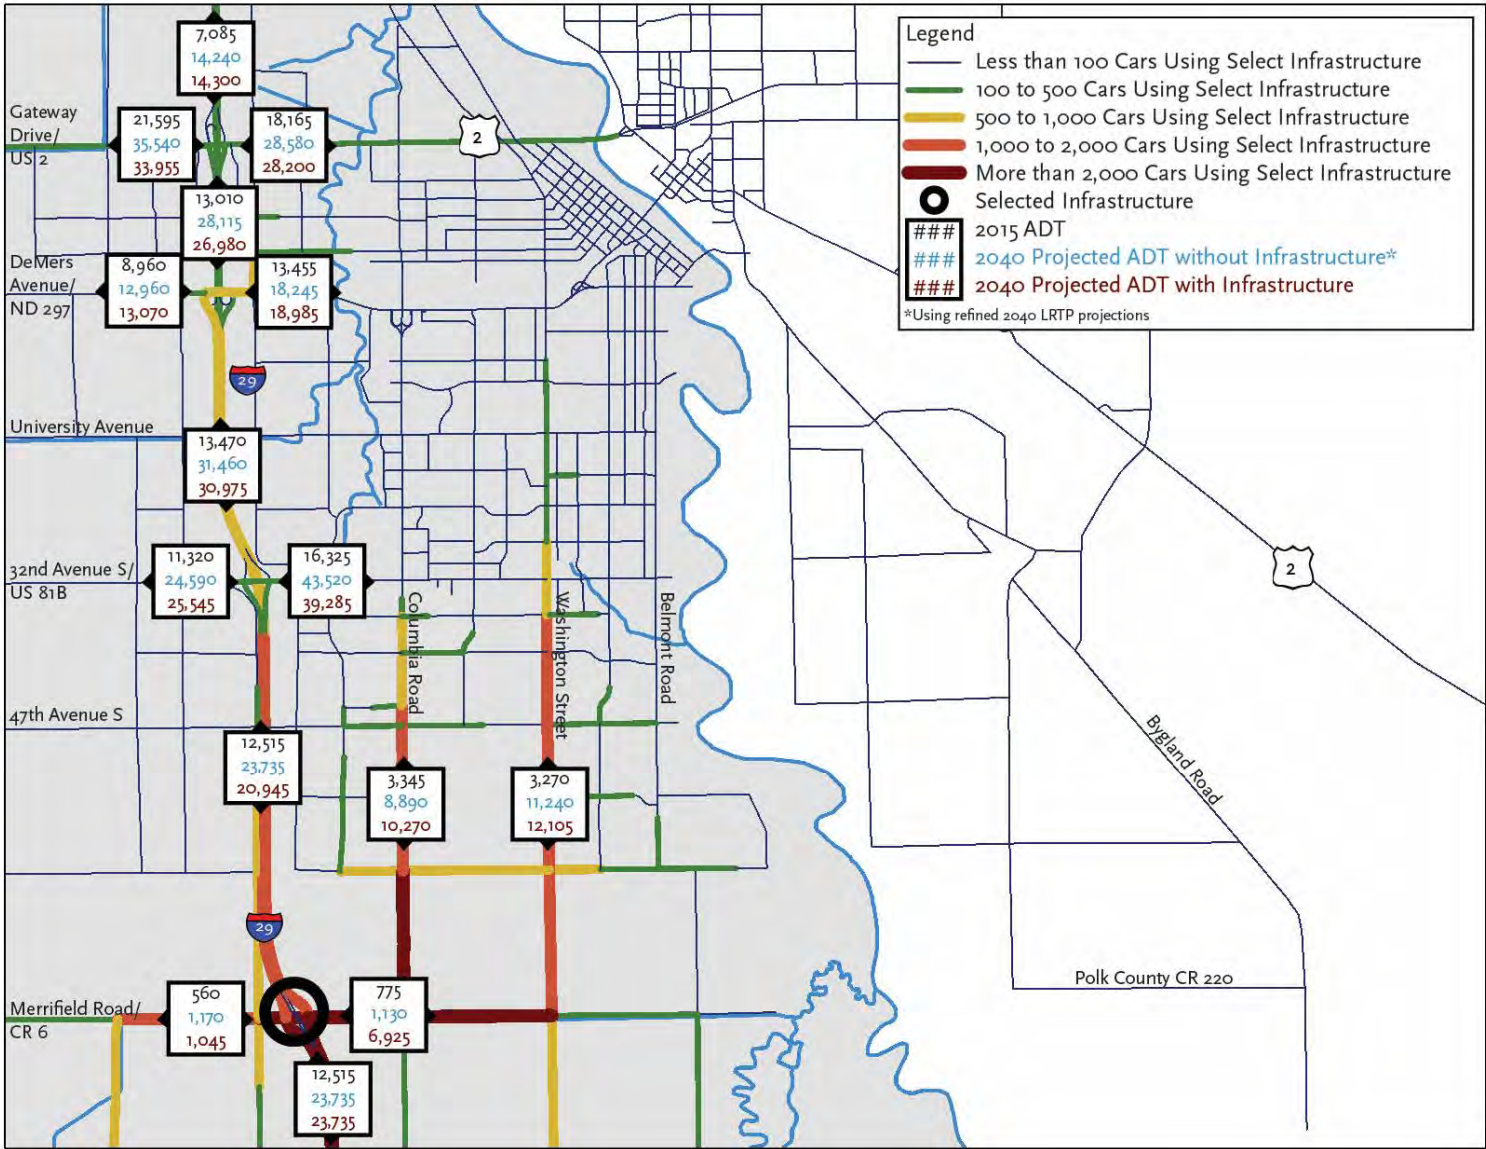 7,085
14,240
14,300
Gateway
Drive/
US 2
21,595
35,540
33,955
18,165
28,580
28,200
2
13,010
28,115
26,980
DeMers
Avenue/
ND 297
8,960
12,960
13,070
13,455
18,245
18,985
29
University Avenue
13,470
31,460
30,975
32nd Avenue S/
US 81B
11,320
24,590
25,545
16,325
43,520
39,285
Columbia Road
Washington Street
Belmont Road
47th Avenue S
12,515
23,735
20,945
3,345
8,890
10,270
3,270
11,240
12,105
29
Merrifield Road/
CR 6
560
1,170
1,045
775
1,130
6,925
12,515
23,735
23,735
Legend
Less than 100 Cars Using Select Infrastructure
100 to 500 Cars Using Select Infrastructure
500 to 1,000 Cars Using Select Infrastructure
1,000 to 2,000 Cars Using Select Infrastructure
More than 2,000 Cars Using Select Infrastructure
Selected Infrastructure
### 2015 ADT
### 2040 Projected ADT without Infrastructure*
### 2040 Projected ADT with Infrastructure
*Using refined 2040 LRTP projections
2
Bygland Road
Polk County CR 220